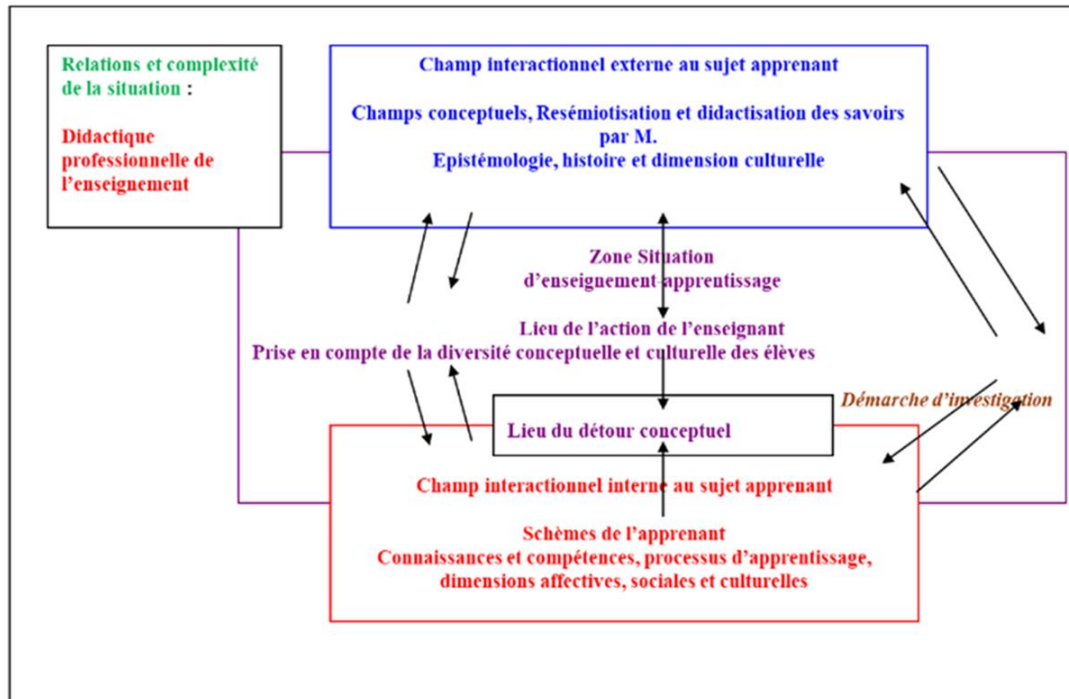 Relations et complexité
de la situation :
Didactique
professionnelle de
l’enseignement
Champ interactionnel externe au sujet apprenant
Champs conceptuels, Resémiotisation et didactisation des savoirs
par M.
Epistémologie, histoire et dimension culturelle
Zone Situation
d’enseignement-apprentissage
Lieu de l’action de l’enseignant
Prise en compte de la diversité conceptuelle et culturelle des élèves
Démarche d’investigation
Lieu du détour conceptuel
Champ interactionnel interne au sujet apprenant
Schèmes de l’apprenant
Connaissances et compétences, processus d’apprentissage,
dimensions affectives, sociales et culturelles